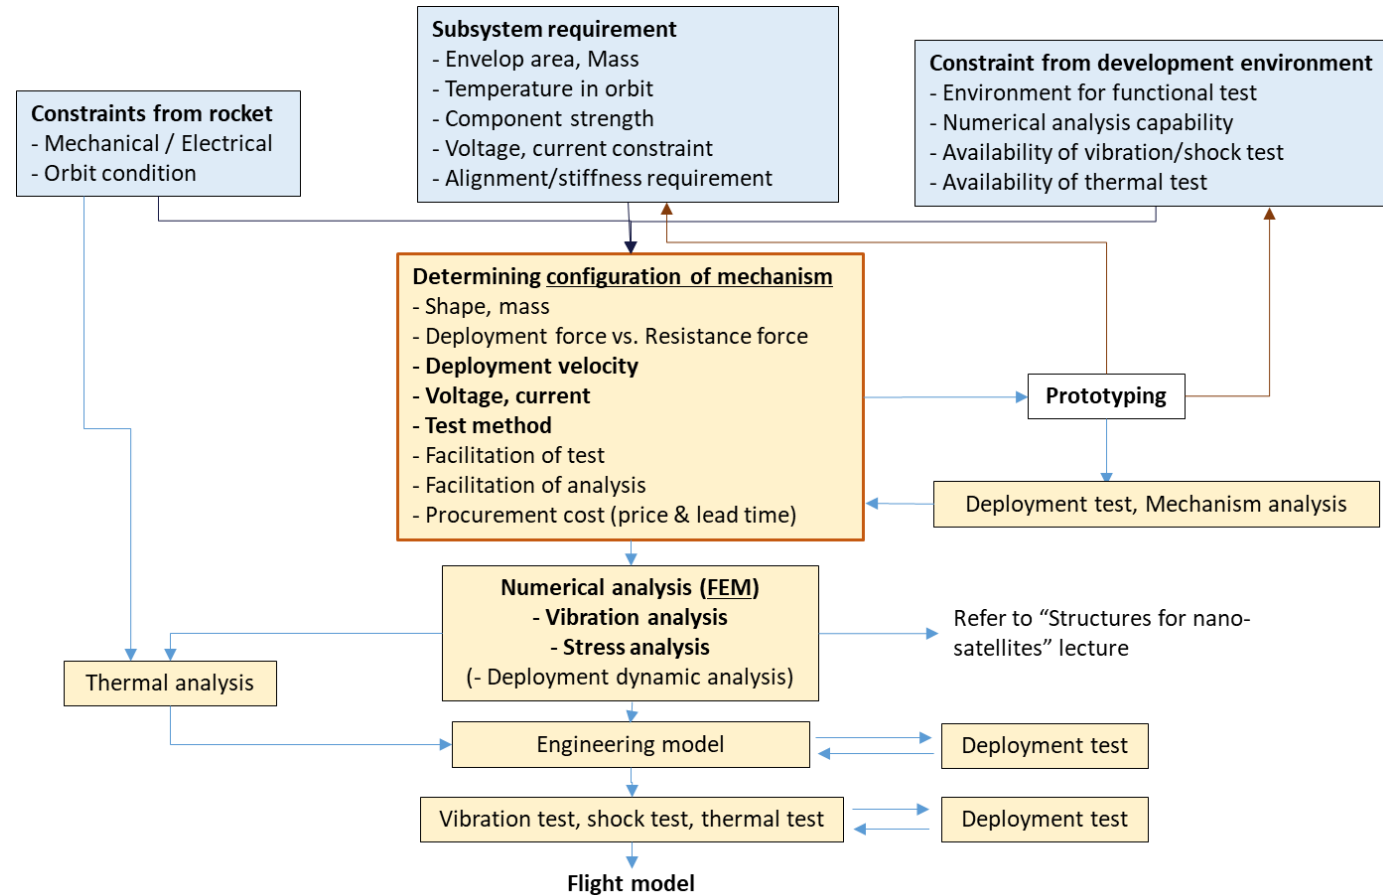 Subsystem requirement
- Envelop area, Mass
- Temperature in orbit
- Component strength
- Voltage, current constraint
- Alignment/stiffness requirement
Constraint from development environment
- Environment for functional test
- Numerical analysis capability
- Availability of vibration/shock test
- Availability of thermal test
Constraints from rocket
- Mechanical / Electrical
- Orbit condition
Determining configuration of mechanism
- Shape, mass
- Deployment force vs. Resistance force
- Deployment velocity
- Voltage, current
- Test method
- Facilitation of test
- Facilitation of analysis
- Procurement cost (price & lead time)
Prototyping
Deployment test, Mechanism analysis
Numerical analysis (FEM)
- Vibration analysis
- Stress analysis
(- Deployment dynamic analysis)
Refer to “Structures for nano-
satellites” lecture
Thermal analysis
Engineering model
Deployment test
Vibration test, shock test, thermal test
Deployment test
Flight model